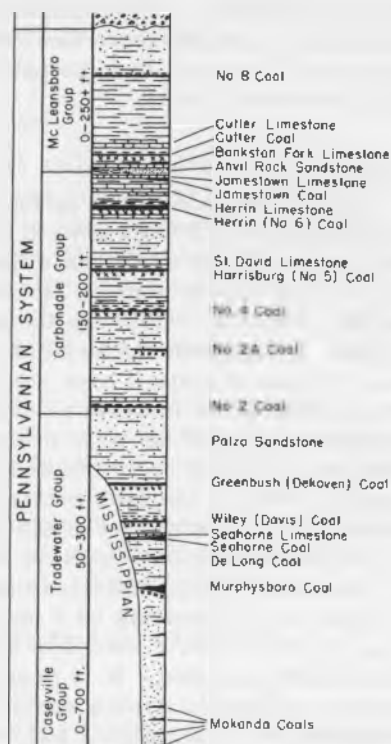 PENNSYLVANIAN SYSTEM
Mc Leansboro
Group
0-250+ ft.
Carbondale Group
150-200 ft.
Tradewater Group
50-300 ft.
Caseyville
Group
0-700 ft.
MISSISSIPPIAN
No 8 Coal
Cutler Limestone
Cutler Coal
Bankston Fork Limestone
Anvil Rock Sandstone
Jamestown Limestone
Jamestown Coal
Herrin Limestone
Herrin (No 6) Coal
St. David Limestone
Harrisburg (No 5) Coal
No. 4 Coal
No 2A Coal
No 2 Coal
Palzo Sandstone
Greenbush (Dekoven) Coal
Wiley (Davis) Coal
Seahorne Limestone
Seahorne Coal
De Long Coal
Murphysboro Coal
Makanda Coals